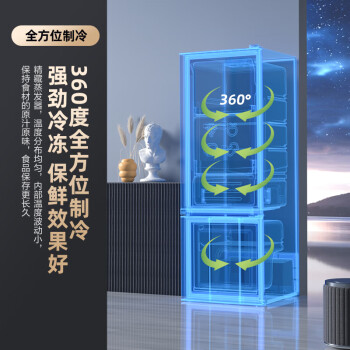 全方位制冷
360度全方位制冷
强劲冷冻 保鲜效果好
精藏蒸发器，温度分布均匀，内部温度波动小，
保持食材的原汁原味，食品保存更长久
360°